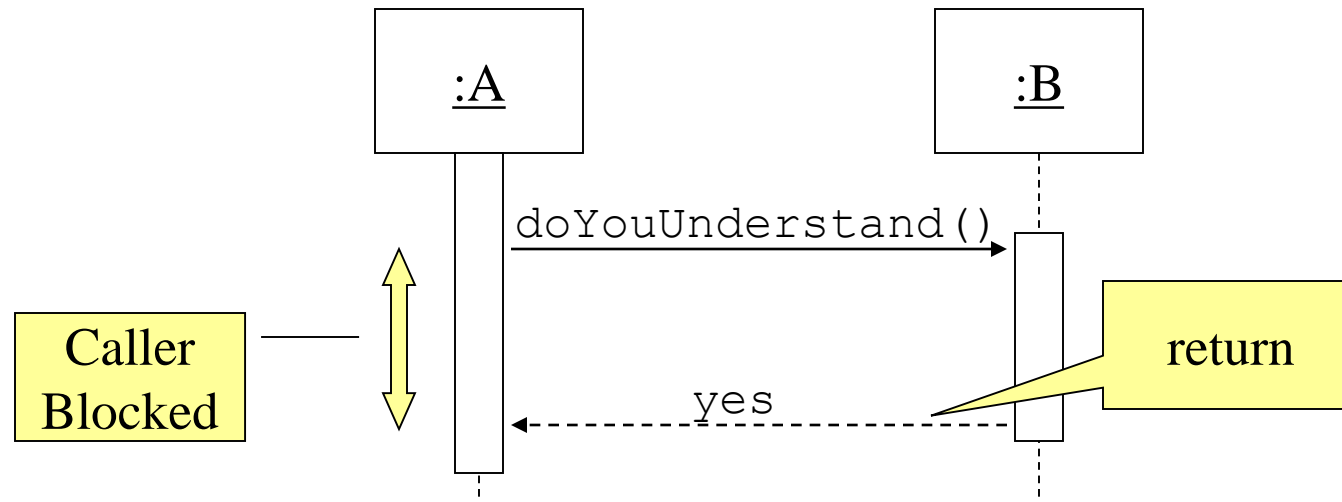 :A
:B
doYouUnderstand()
Caller
Blocked
return
yes